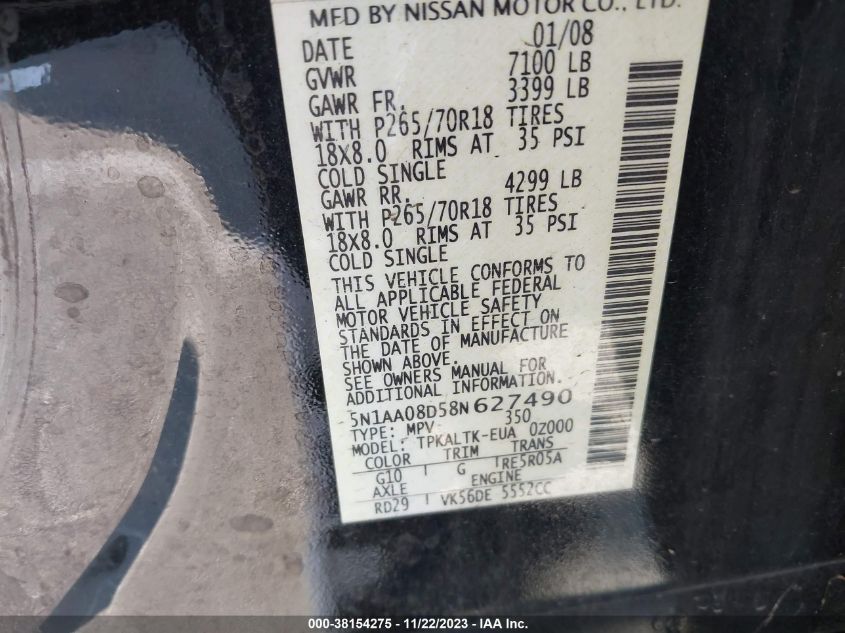 MFD BY NISSAN MOTOR CO., LTD.
DATE 01/08
GVWR 7100 LB
GAWR FR. 3399 LB
WITH P265/70R18 TIRES
18X8.0 RIMS AT 35 PSI
COLD SINGLE
GAWR RR. 4299 LB
WITH P265/70R18 TIRES
18X8.0 RIMS AT 35 PSI
COLD SINGLE
THIS VEHICLE CONFORMS TO
ALL APPLICABLE FEDERAL
MOTOR VEHICLE SAFETY
STANDARDS IN EFFECT ON
THE DATE OF MANUFACTURE
SHOWN ABOVE.
SEE OWNERS MANUAL FOR
ADDITIONAL INFORMATION.
5N1AA08D58N627490
TYPE: MPV 350
MODEL: TPKALTK-EUA 0Z000
COLOR TRIM TRANS
G10 G RE5R05A
AXLE ENGINE
RD29 VK56DE 5552CC
000-38154275 - 11/22/2023 - IAA Inc.